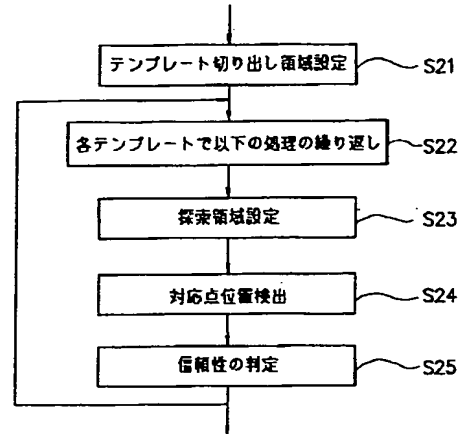 テンプレート切り出し領域設定 S21
各テンプレートで以下の処理の繰り返し S22
探索領域設定 S23
対応点位置検出 S24
信頼性の判定 S25